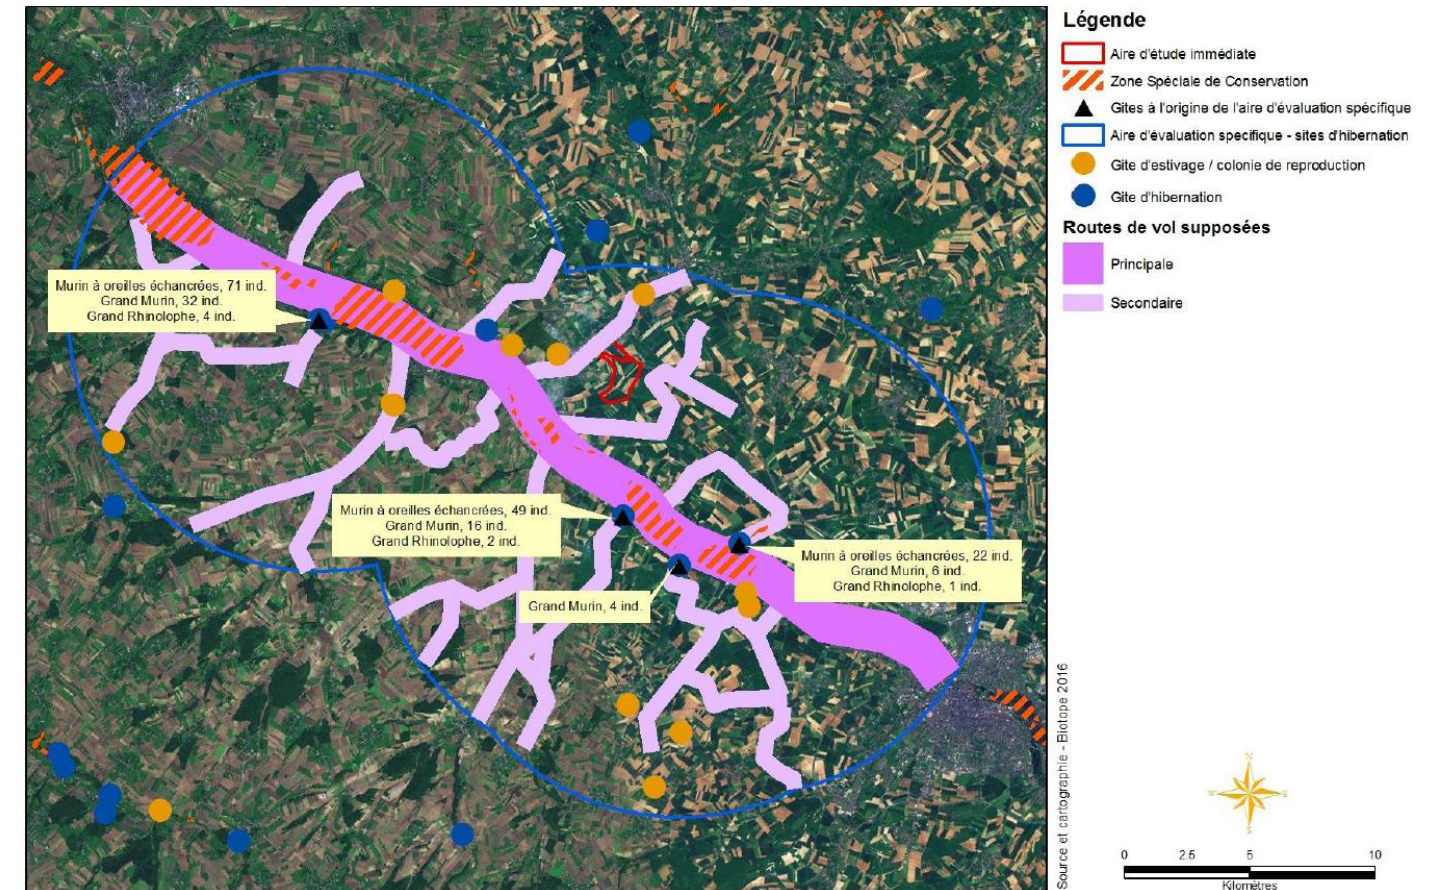 Légende
Aire d'étude immédiate
Zone Spéciale de Conservation
Gites à l'origine de l'aire d'évaluation spécifique
Aire d'évaluation specifique - sites d'hibernation
Gite d'estivage / colonie de reproduction
Gite d'hibernation
Routes de vol supposées
Principale
Secondaire
Murin à oreilles échancrées, 71 ind.
Grand Murin, 32 ind.
Grand Rhinolophe, 4 ind.
Murin à oreilles échancrées, 49 ind.
Grand Murin, 16 ind.
Grand Rhinolophe, 2 ind.
Murin à oreilles échancrées, 22 ind.
Grand Murin, 6 ind.
Grand Rhinolophe, 1 ind.
Grand Murin, 4 ind.
Source et cartographie - Biotope 2016
N
W
E
S
0 2.5 5 10
Kilomètres